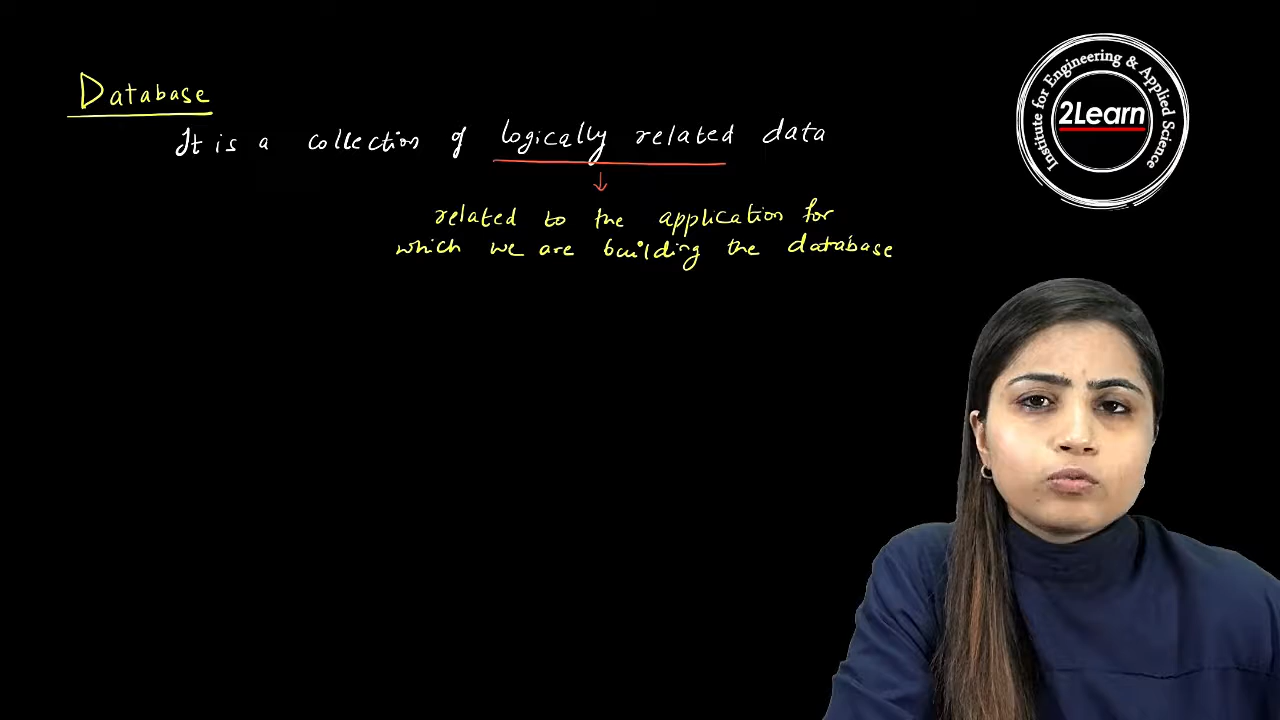 Database
It is a collection of logically related data
related to the application for
which we are building the database
Institute for Engineering & Applied Science
2Learn